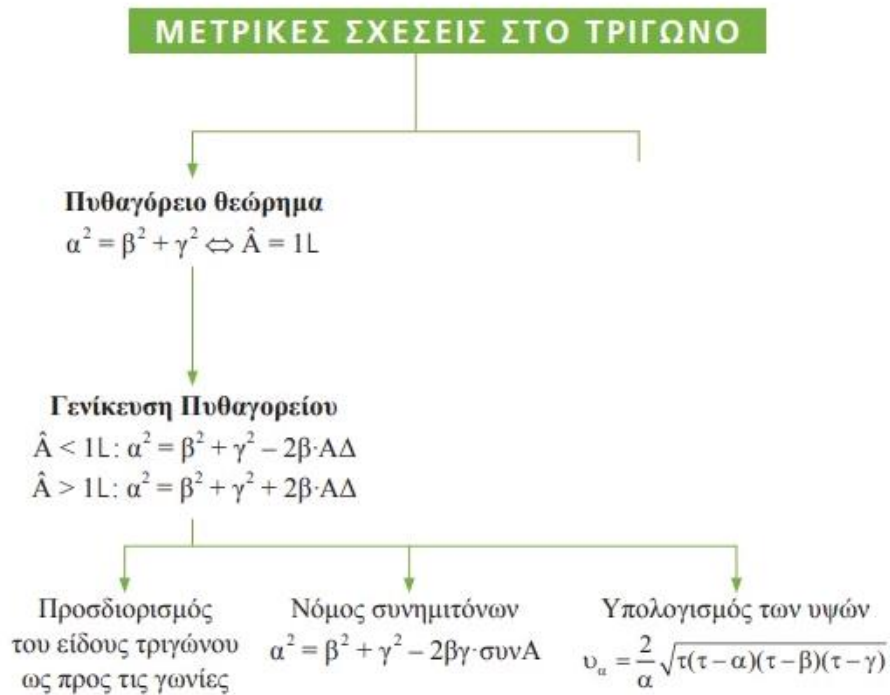 ΜΕΤΡΙΚΕΣ ΣΧΕΣΕΙΣ ΣΤΟ ΤΡΙΓΩΝΟ
Πυθαγόρειο θεώρημα
α² = β² + γ² ⇔ Â = 1L
Γενίκευση Πυθαγορείου
Â < 1L: α² = β² + γ² – 2β·ΑΔ
Â > 1L: α² = β² + γ² + 2β·ΑΔ
Προσδιορισμός
του είδους τριγώνου
ως προς τις γωνίες
Νόμος συνημιτόνων
α² = β² + γ² – 2βγ·συνΑ
Υπολογισμός των υψών
υ_α = 2/α √(τ(τ – α)(τ – β)(τ – γ))